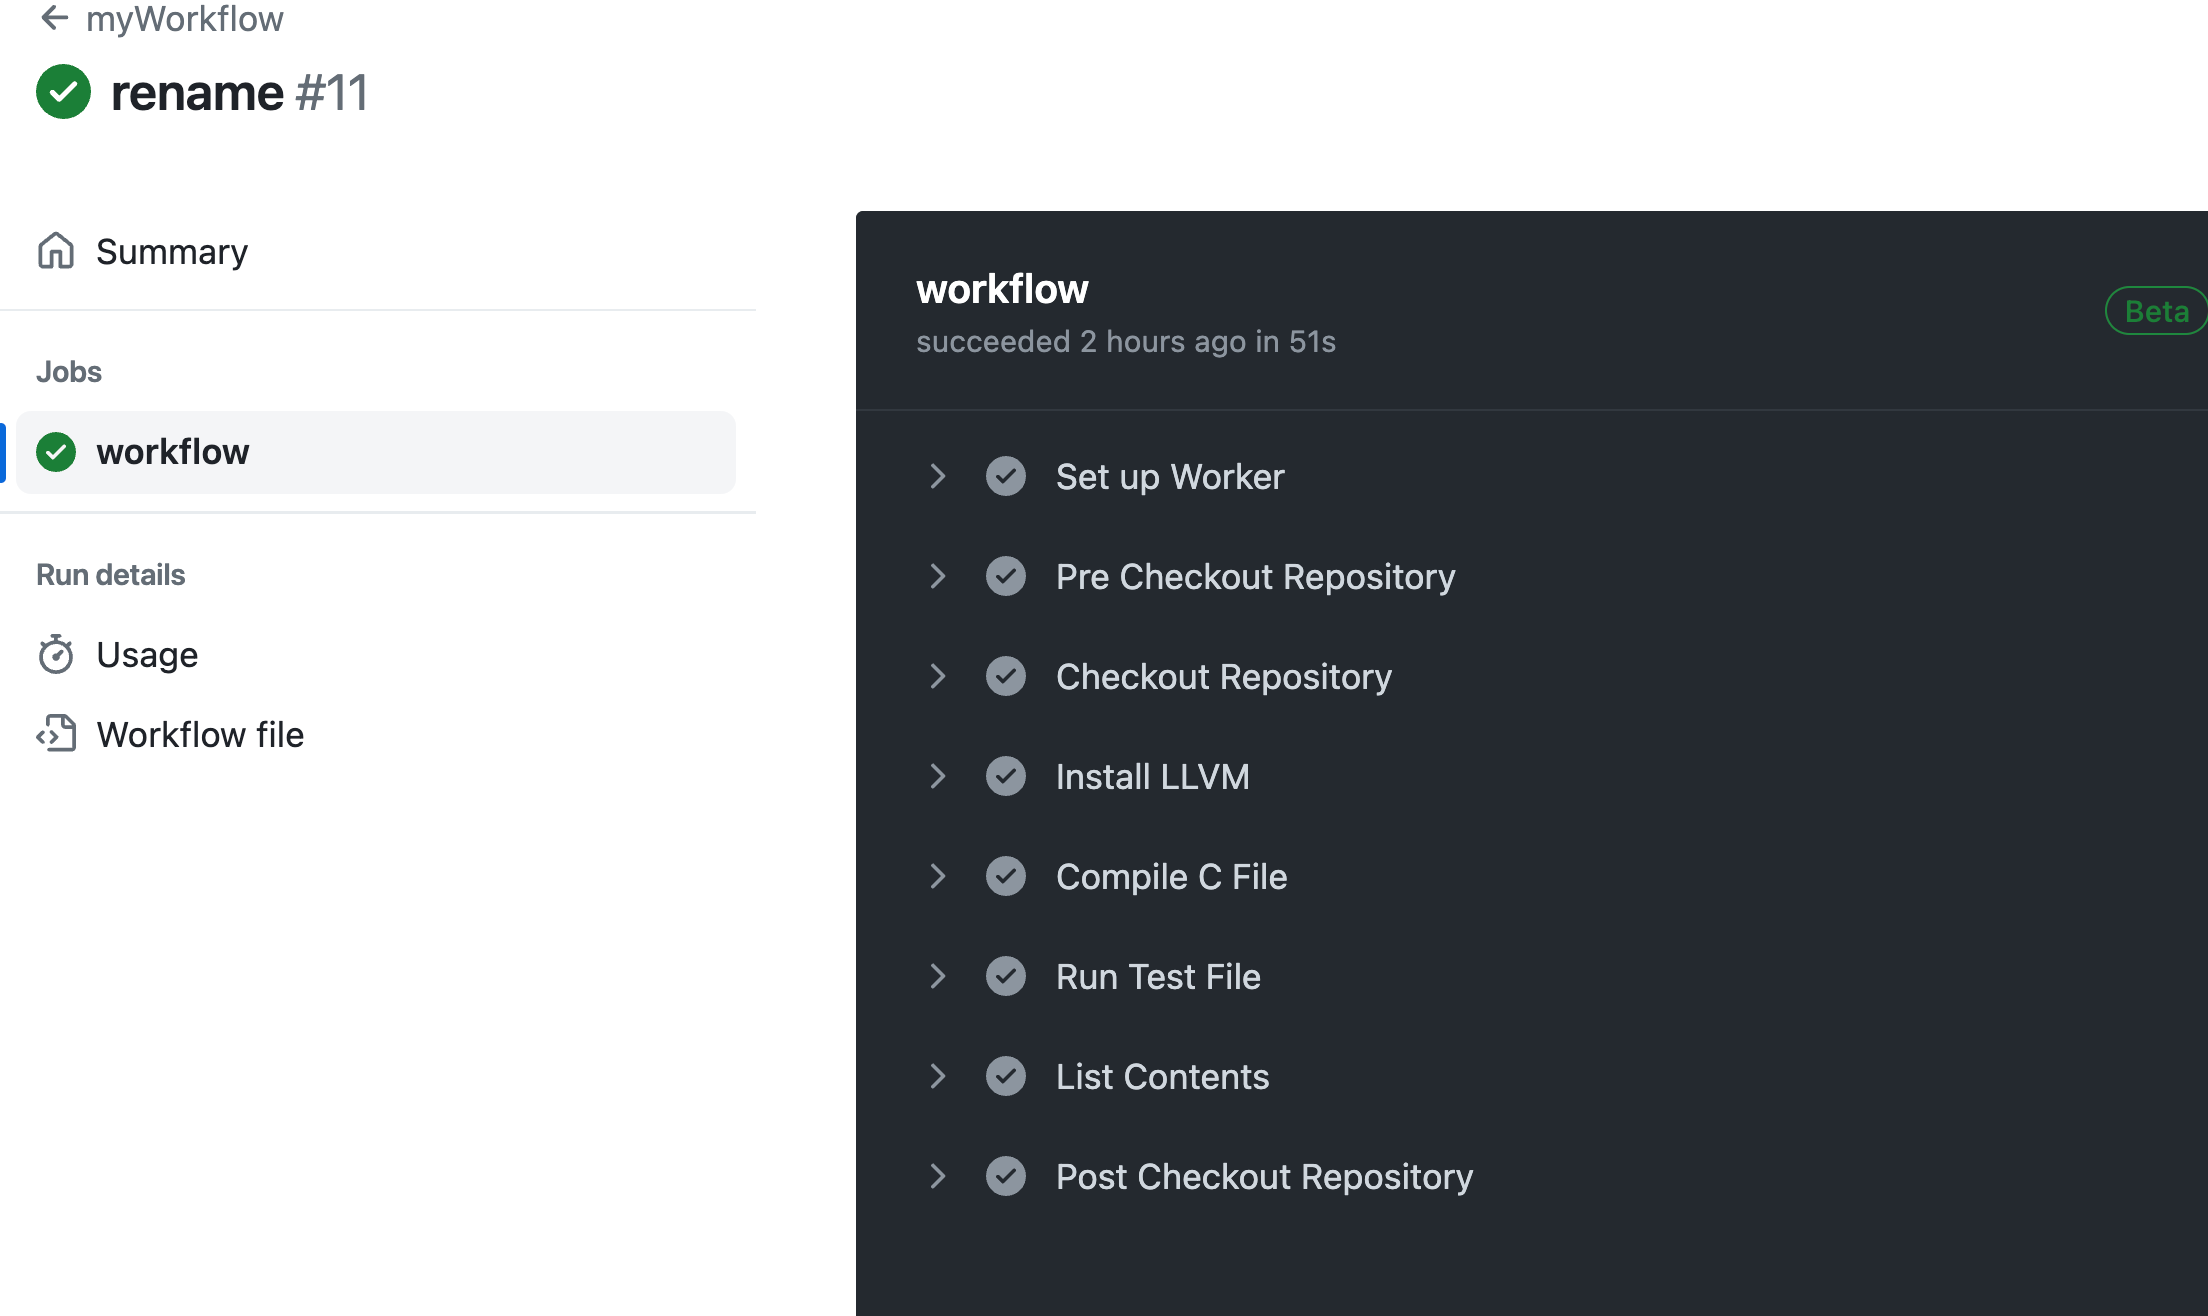 myWorkflow
rename #11
Summary
Jobs
workflow
Run details
Usage
Workflow file
workflow
succeeded 2 hours ago in 51s
Beta
Set up Worker
Pre Checkout Repository
Checkout Repository
Install LLVM
Compile C File
Run Test File
List Contents
Post Checkout Repository